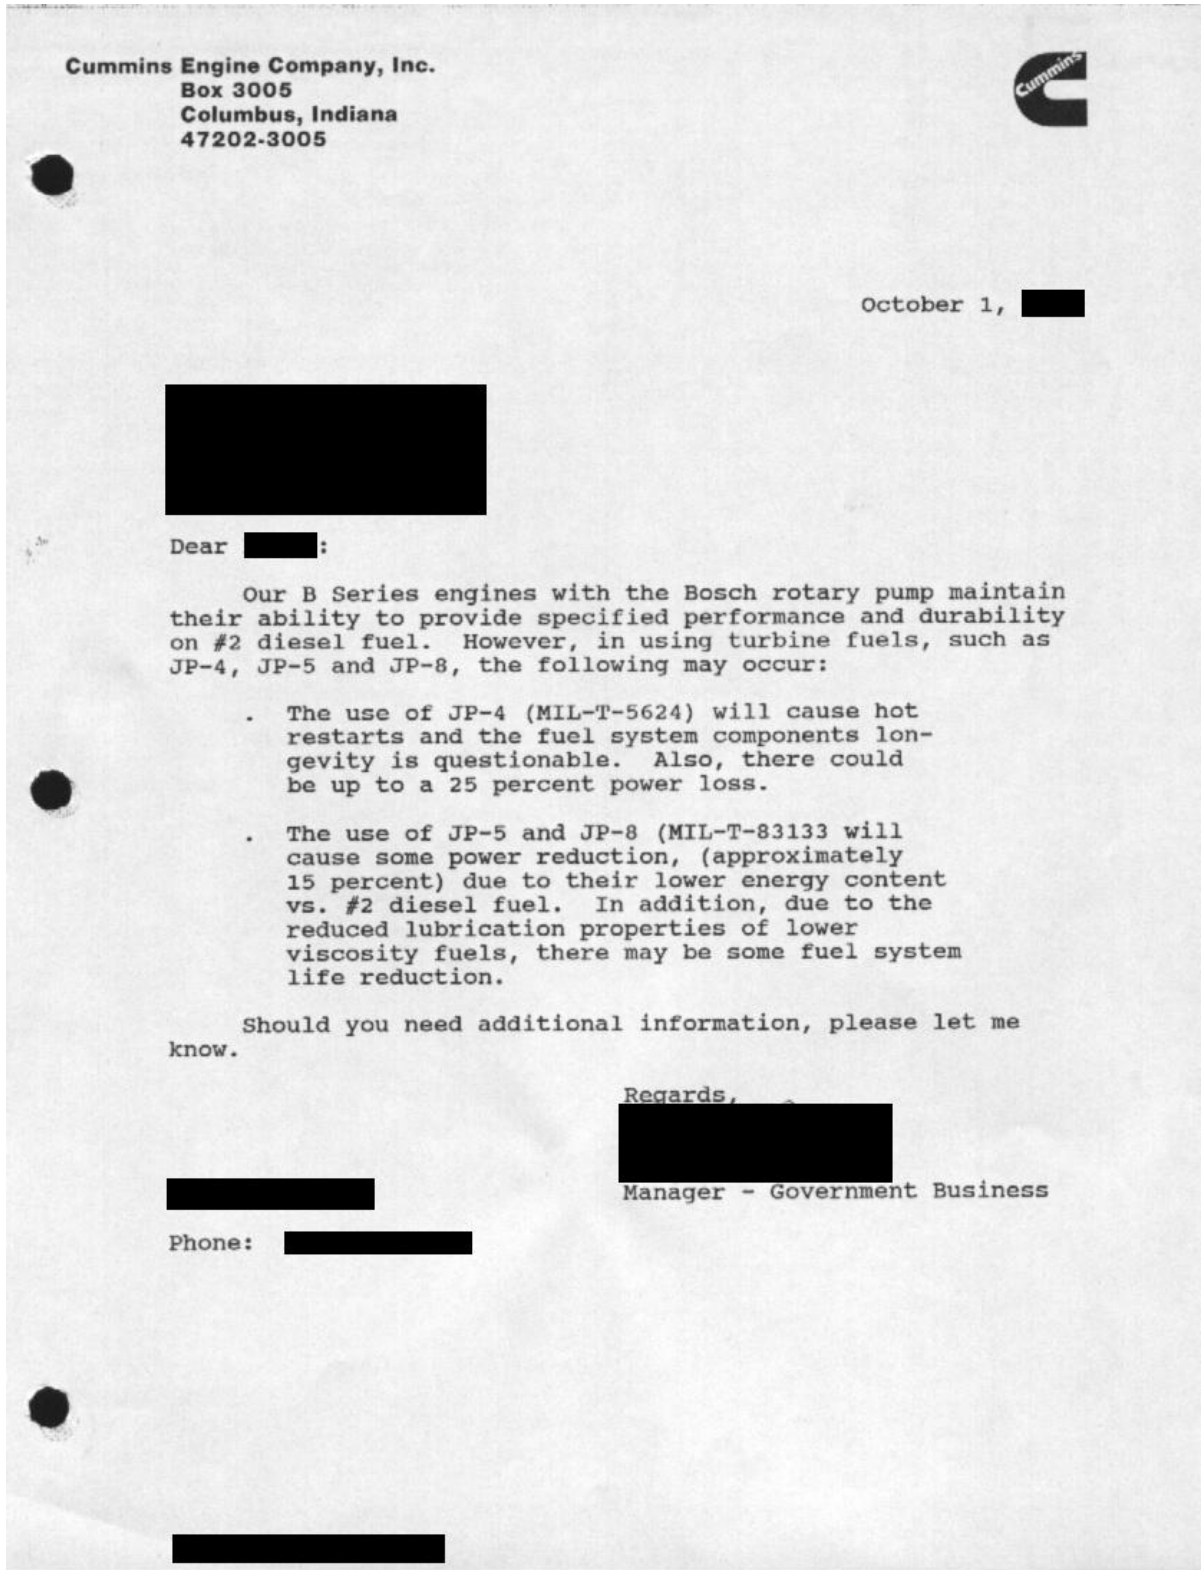 Cummins Engine Company, Inc.
Box 3005
Columbus, Indiana
47202-3005
Cummins
October 1,
Dear :
Our B Series engines with the Bosch rotary pump maintain
their ability to provide specified performance and durability
on #2 diesel fuel. However, in using turbine fuels, such as
JP-4, JP-5 and JP-8, the following may occur:
. The use of JP-4 (MIL-T-5624) will cause hot
restarts and the fuel system components lon-
gevity is questionable. Also, there could
be up to a 25 percent power loss.
. The use of JP-5 and JP-8 (MIL-T-83133 will
cause some power reduction, (approximately
15 percent) due to their lower energy content
vs. #2 diesel fuel. In addition, due to the
reduced lubrication properties of lower
viscosity fuels, there may be some fuel system
life reduction.
Should you need additional information, please let me
know.
Regards,
Manager - Government Business
Phone: